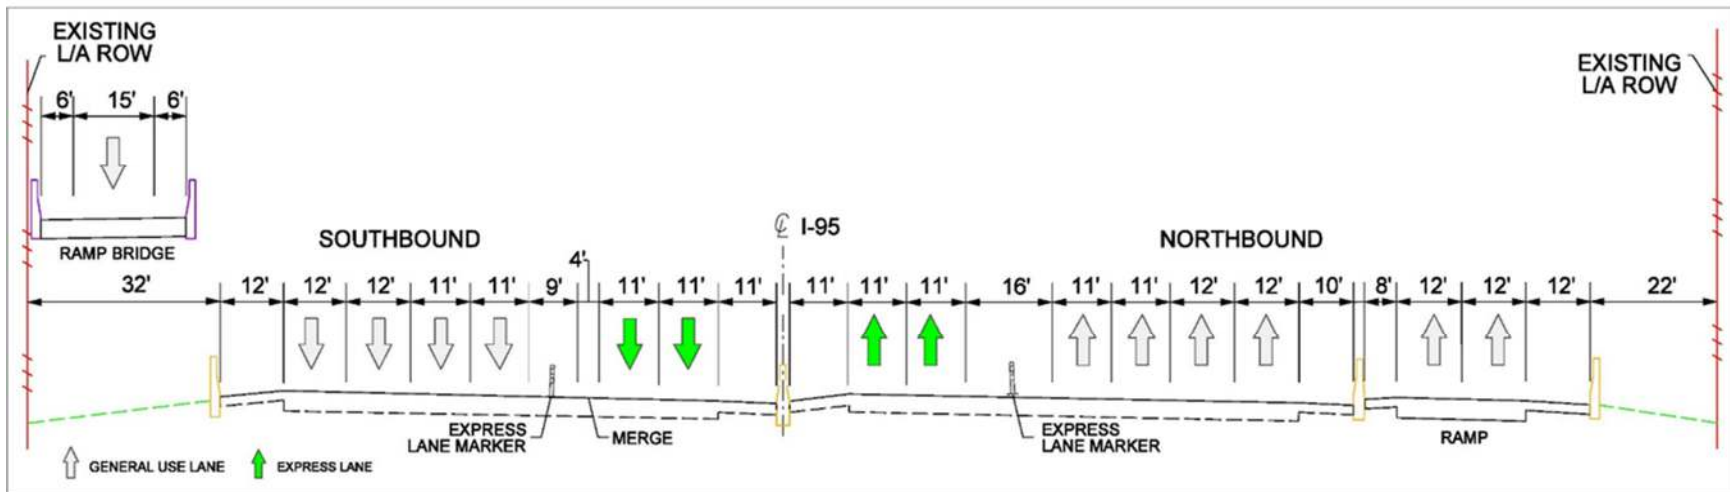 EXISTING
L/A ROW
EXISTING
L/A ROW
6' 15' 6'
RAMP BRIDGE
SOUTHBOUND
℄ I-95
NORTHBOUND
4'
32' 12' 12' 12' 11' 11' 9' 11' 11' 11' 11' 11' 11' 16' 11' 11' 12' 12' 10' 8' 12' 12' 12' 22'
EXPRESS
LANE MARKER
MERGE
EXPRESS
LANE MARKER
RAMP
GENERAL USE LANE
EXPRESS LANE